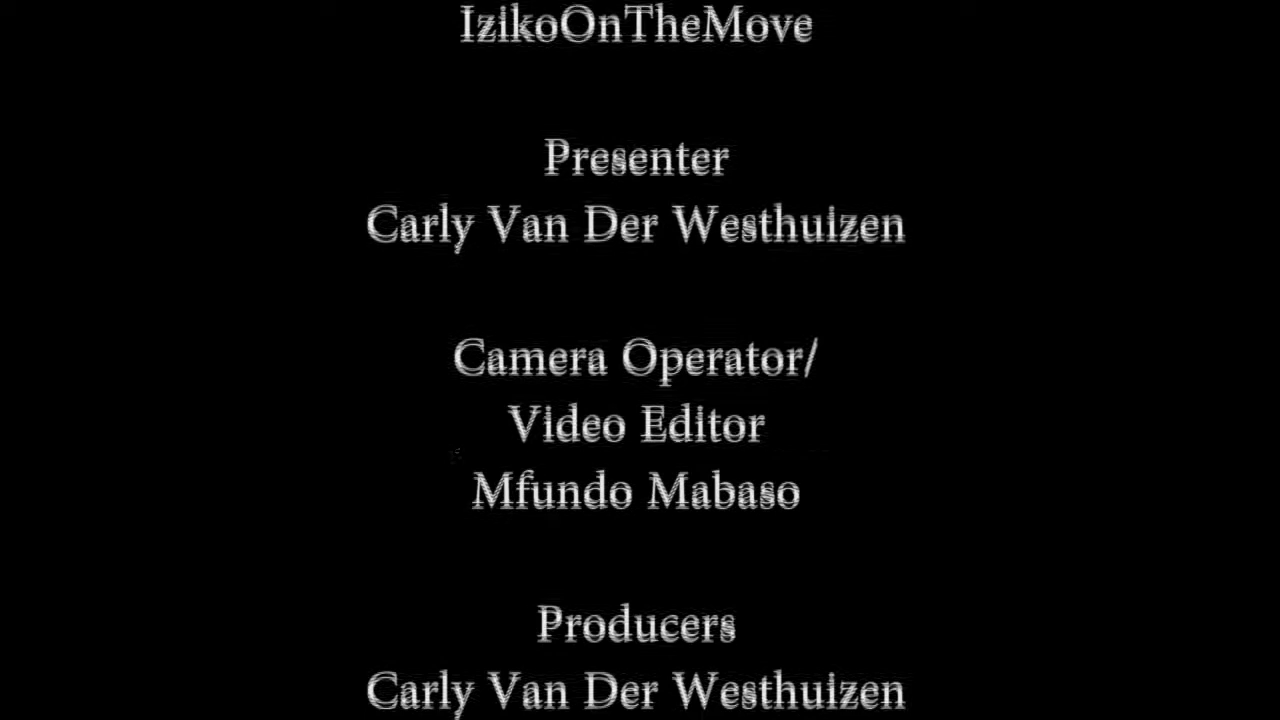 IzikoOnTheMove
Presenter
Carly Van Der Westhuizen
Camera Operator/
Video Editor
Mfundo Mabaso
Producers
Carly Van Der Westhuizen